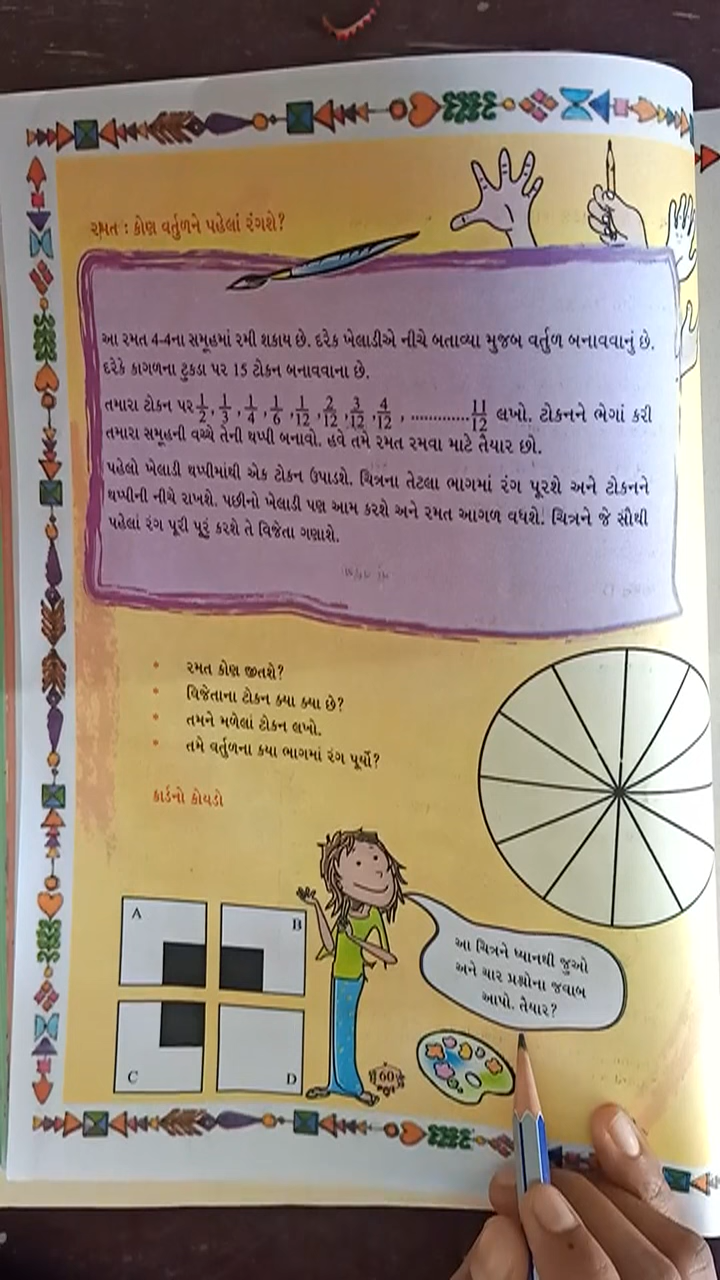 રમત : કોણ વર્તુળને પહેલાં રંગશે?
આ રમત 4-4ના સમૂહમાં રમી શકાય છે. દરેક ખેલાડીએ નીચે બતાવ્યા મુજબ વર્તુળ બનાવવાનું છે.
દરેકે કાગળના ટુકડા પર 15 ટોકન બનાવવાના છે.
તમારા ટોકન પર 1/2, 1/3, 1/4, 1/6, 1/12, 2/12, 3/12, 4/12, ............. 11/12 લખો. ટોકનને ભેગાં કરી
તમારા સમૂહની વચ્ચે તેની થપ્પી બનાવો. હવે તમે રમત રમવા માટે તૈયાર છો.
પહેલો ખેલાડી થપ્પીમાંથી એક ટોકન ઉપાડશે. ચિત્રના તેટલા ભાગમાં રંગ પૂરશે અને ટોકનને
થપ્પીની નીચે રાખશે. પછીનો ખેલાડી પણ આમ કરશે અને રમત આગળ વધશે. ચિત્રને જે સૌથી
પહેલાં રંગ પૂરી પૂરું કરશે તે વિજેતા ગણાશે.
• રમત કોણ જીતશે?
• વિજેતાના ટોકન ક્યા ક્યા છે?
• તમને મળેલાં ટોકન લખો.
• તમે વર્તુળના કયા ભાગમાં રંગ પૂર્યો?
કાર્ડનો કોયડો
A
B
C
D
આ ચિત્રને ધ્યાનથી જુઓ
અને ચાર પ્રશ્નોના જવાબ
આપો. તૈયાર?
60